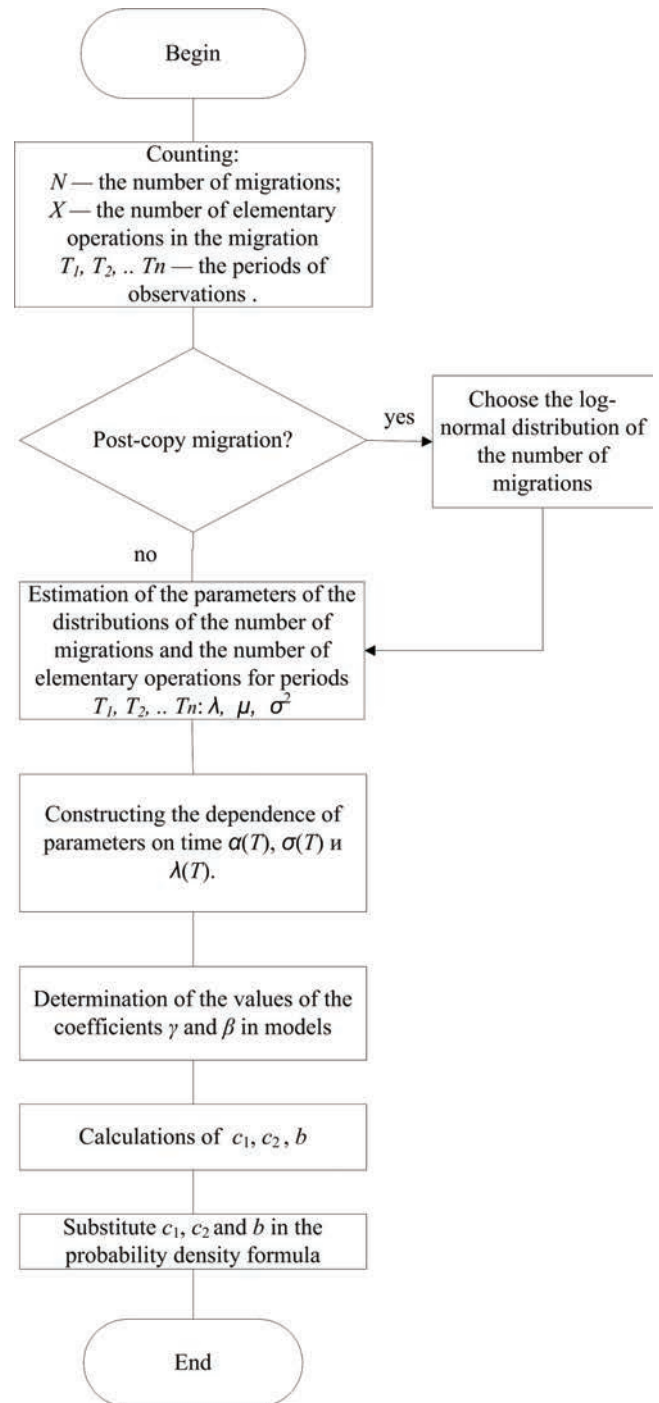 Begin
Counting:
N — the number of migrations;
X — the number of elementary
operations in the migration
T₁, T₂, .. Tn — the periods of
observations .
Post-copy migration?
yes
Choose the log-
normal distribution of
the number of
migrations
no
Estimation of the parameters of the
distributions of the number of
migrations and the number of
elementary operations for periods
T₁, T₂, .. Tn: λ, μ, σ²
Constructing the dependence of
parameters on time α(T), σ(T) и
λ(T).
Determination of the values of the
coefficients γ and β in models
Calculations of c₁, c₂ , b
Substitute c₁, c₂ and b in the
probability density formula
End